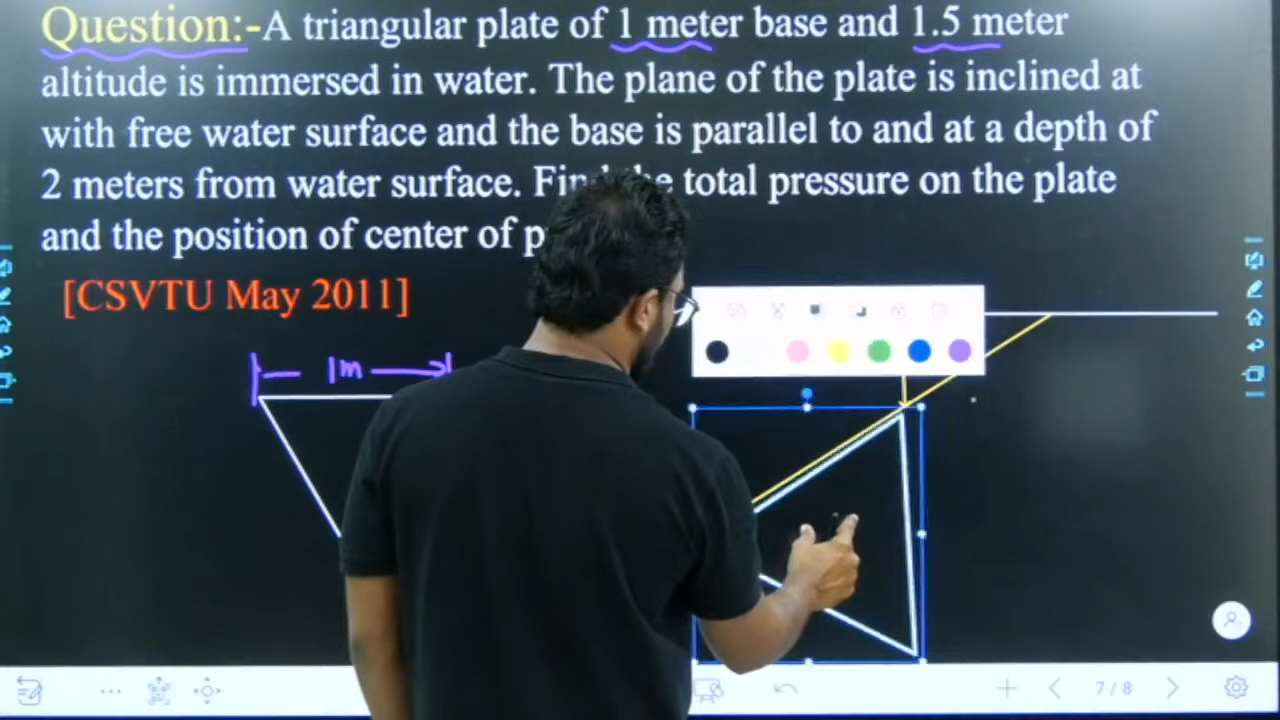 Question:-A triangular plate of 1 meter base and 1.5 meter
altitude is immersed in water. The plane of the plate is inclined at
with free water surface and the base is parallel to and at a depth of
2 meters from water surface. Find the total pressure on the plate
and the position of center of p
[CSVTU May 2011]
1m
7/8